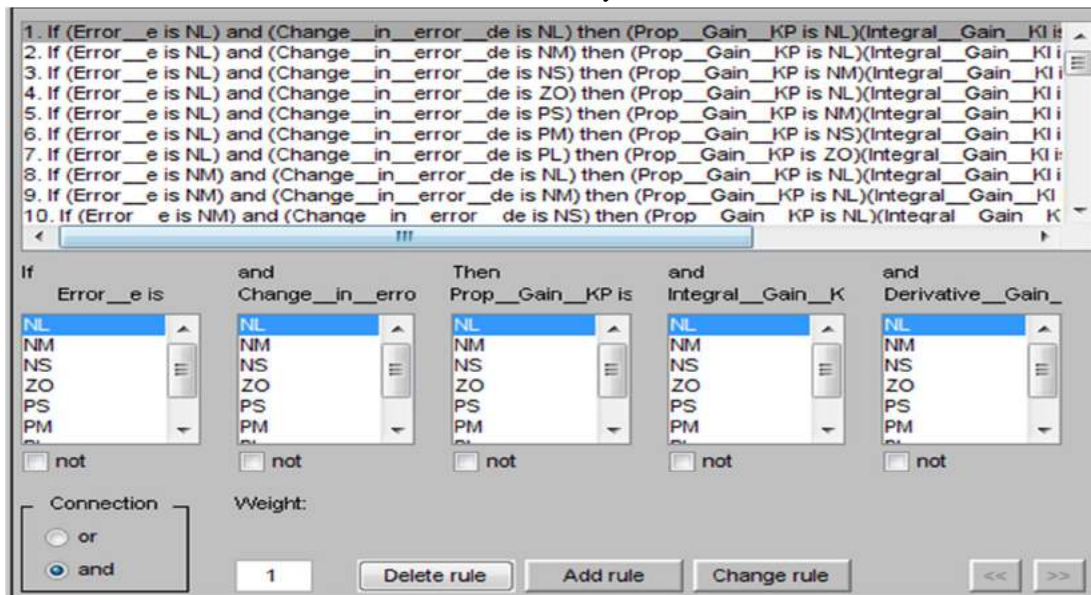 1. If (Error__e is NL) and (Change__in__error__de is NL) then (Prop__Gain__KP is NL)(Integral__Gain__KI is
2. If (Error__e is NL) and (Change__in__error__de is NM) then (Prop__Gain__KP is NL)(Integral__Gain__KI i
3. If (Error__e is NL) and (Change__in__error__de is NS) then (Prop__Gain__KP is NM)(Integral__Gain__KI i
4. If (Error__e is NL) and (Change__in__error__de is ZO) then (Prop__Gain__KP is NL)(Integral__Gain__KI i
5. If (Error__e is NL) and (Change__in__error__de is PS) then (Prop__Gain__KP is NM)(Integral__Gain__KI i
6. If (Error__e is NL) and (Change__in__error__de is PM) then (Prop__Gain__KP is NS)(Integral__Gain__KI i
7. If (Error__e is NL) and (Change__in__error__de is PL) then (Prop__Gain__KP is ZO)(Integral__Gain__KI is
8. If (Error__e is NM) and (Change__in__error__de is NL) then (Prop__Gain__KP is NL)(Integral__Gain__KI i
9. If (Error__e is NM) and (Change__in__error__de is NM) then (Prop__Gain__KP is NL)(Integral__Gain__KI
10. If (Error__e is NM) and (Change__in__error__de is NS) then (Prop__Gain__KP is NL)(Integral__Gain__K
If and Then and and
Error__e is Change__in__erro Prop__Gain__KP is Integral__Gain__K Derivative__Gain_
NL NL NL NL NL
NM NM NM NM NM
NS NS NS NS NS
ZO ZO ZO ZO ZO
PS PS PS PS PS
PM PM PM PM PM
not not not not not
Connection Weight:
or
and 1 Delete rule Add rule Change rule << >>